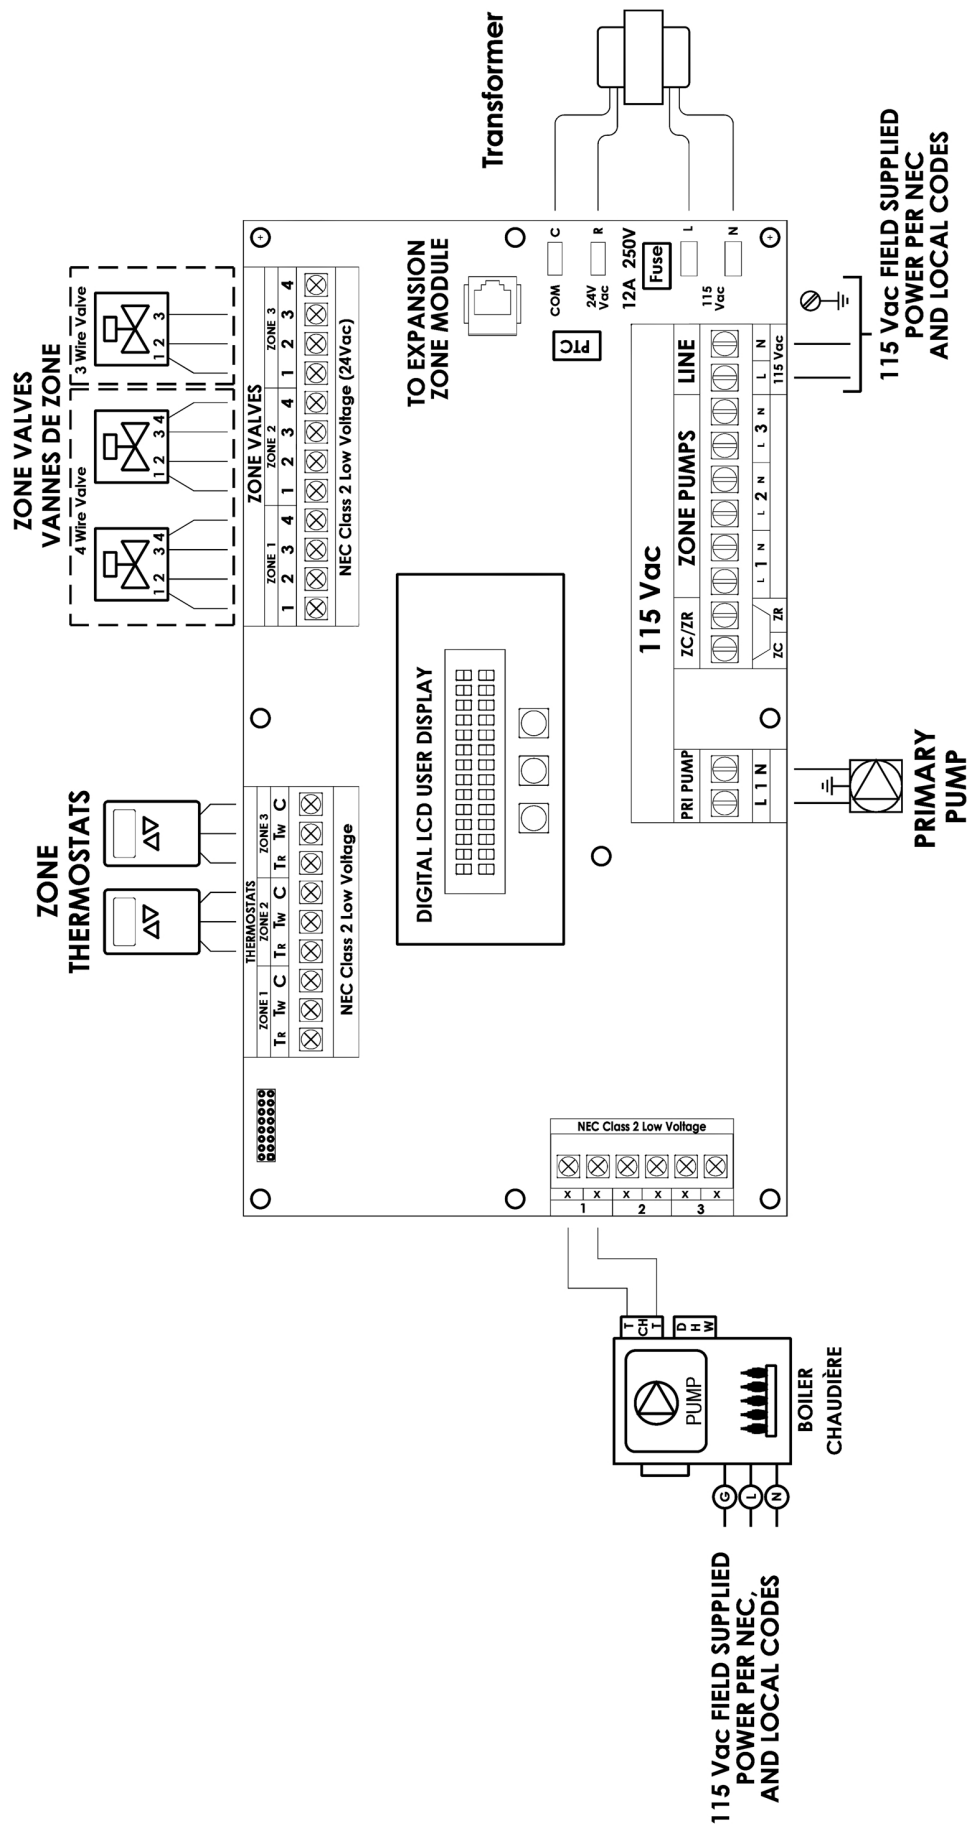 ZONE
THERMOSTATS
ZONE VALVES
VANNES DE ZONE
4 Wire Valve
3 Wire Valve
1 2 3 4
1 2 3 4
1 2 3
THERMOSTATS
ZONE 1
ZONE 2
ZONE 3
TR TW C TR TW C TR TW C
NEC Class 2 Low Voltage
ZONE VALVES
ZONE 1
ZONE 2
ZONE 3
1 2 3 4 1 2 3 4 1 2 3 4
NEC Class 2 Low Voltage (24Vac)
DIGITAL LCD USER DISPLAY
TO EXPANSION
ZONE MODULE
Transformer
COM
C
24V
Vac
R
PTC
12A 250V
Fuse
115
Vac
L
N
NEC Class 2 Low Voltage
X X X X X X
1 2 3
115 Vac
PRI PUMP
ZC/ZR
ZONE PUMPS
LINE
L 1 N
ZC
ZR
L 1 N
L 2 N
L 3 N
L N
115 Vac
T
CH
T
D
H
W
PUMP
BOILER
CHAUDIÈRE
G
L
N
115 Vac FIELD SUPPLIED
POWER PER NEC,
AND LOCAL CODES
PRIMARY
PUMP
115 Vac FIELD SUPPLIED
POWER PER NEC
AND LOCAL CODES